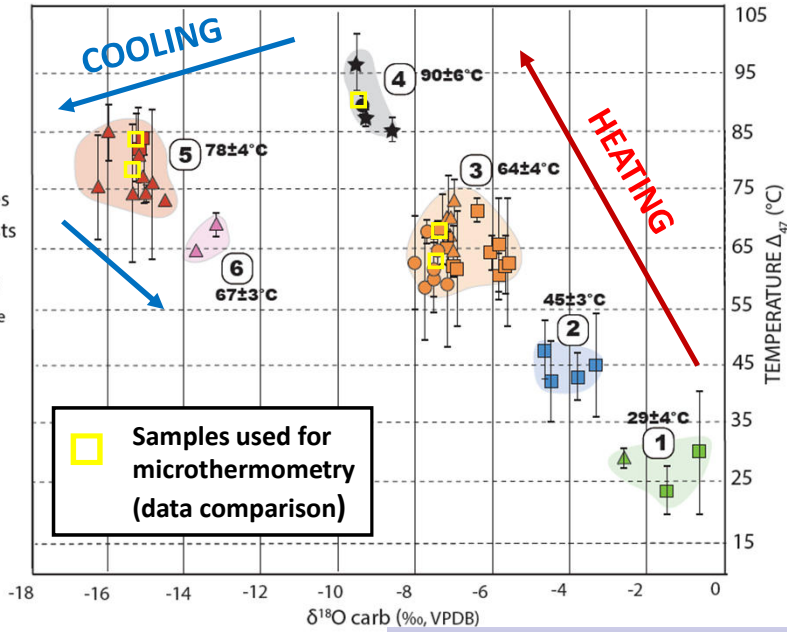 COOLING
HEATING
4 90±6°C
5 78±4°C
3 64±4°C
6
67±3°C
45±3°C
2
29±4°C
1
s
ts
e
Samples used for
microthermometry
(data comparison)
105
95
85
75
65
55
45
35
25
15
TEMPERATURE Δ47 (°C)
-18 -16 -14 -12 -10 -8 -6 -4 -2 0
δ18O carb (‰, VPDB)